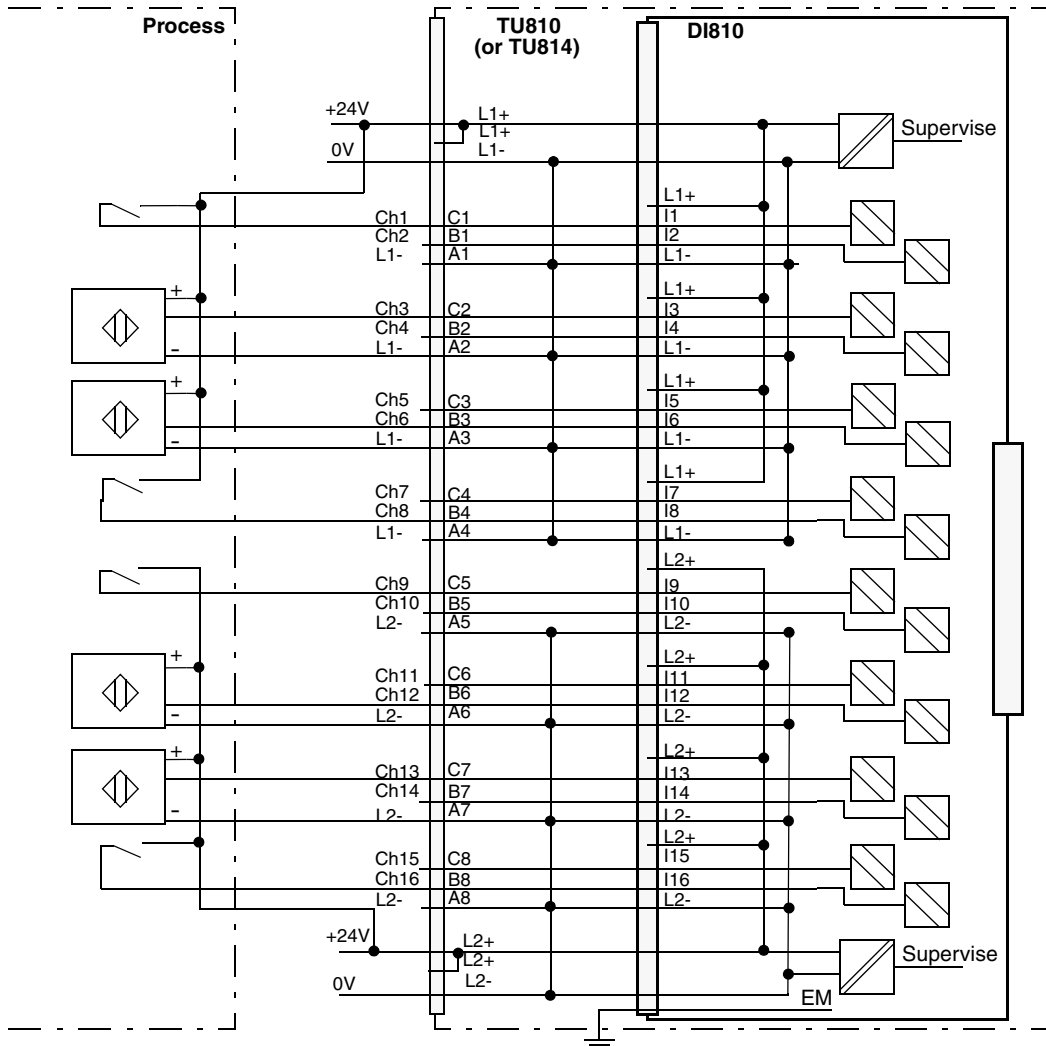 Process
TU810
(or TU814)
DI810
+24V
L1+
L1+
0V
L1-
Supervise
L1+
Ch1 C1 I1
Ch2 B1 I2
L1- A1 L1-
+
L1+
Ch3 C2 I3
Ch4 B2 I4
- L1- A2 L1-
+
L1+
Ch5 C3 I5
Ch6 B3 I6
- L1- A3 L1-
L1+
Ch7 C4 I7
Ch8 B4 I8
L1- A4 L1-
L2+
Ch9 C5 I9
Ch10 B5 I10
L2- A5 L2-
+
L2+
Ch11 C6 I11
Ch12 B6 I12
- L2- A6 L2-
+
L2+
Ch13 C7 I13
Ch14 B7 I14
- L2- A7 L2-
L2+
Ch15 C8 I15
Ch16 B8 I16
L2- A8 L2-
+24V
L2+
L2+
Supervise
0V
L2-
EM